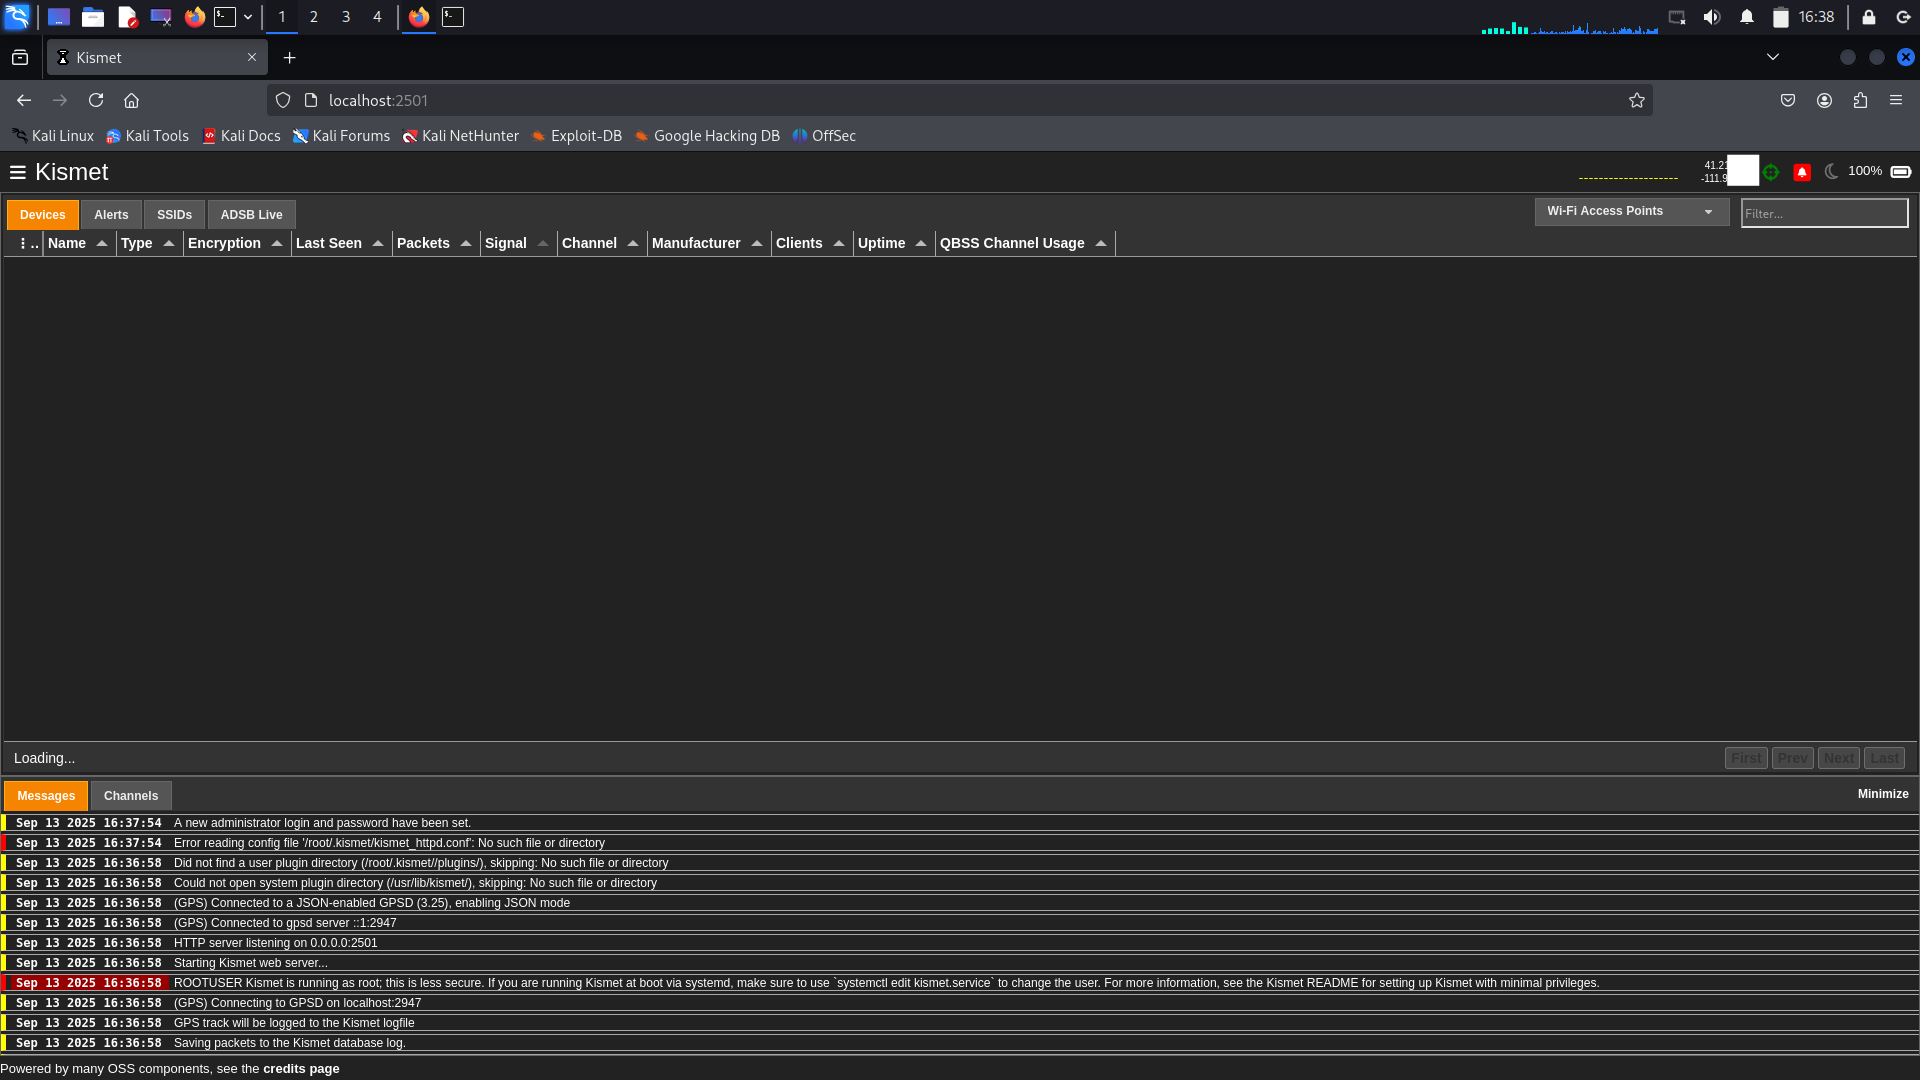 1 2 3 4 16:38
Kismet
localhost:2501
Kali Linux Kali Tools Kali Docs Kali Forums Kali NetHunter Exploit-DB Google Hacking DB OffSec
Kismet
41.21
-111.9
100%
Devices Alerts SSIDs ADSB Live Wi-Fi Access Points Filter...
Name Type Encryption Last Seen Packets Signal Channel Manufacturer Clients Uptime QBSS Channel Usage
Loading... First Prev Next Last
Messages Channels Minimize
Sep 13 2025 16:37:54 A new administrator login and password have been set.
Sep 13 2025 16:37:54 Error reading config file '/root/.kismet/kismet_httpd.conf': No such file or directory
Sep 13 2025 16:36:58 Did not find a user plugin directory (/root/.kismet//plugins/), skipping: No such file or directory
Sep 13 2025 16:36:58 Could not open system plugin directory (/usr/lib/kismet/), skipping: No such file or directory
Sep 13 2025 16:36:58 (GPS) Connected to a JSON-enabled GPSD (3.25), enabling JSON mode
Sep 13 2025 16:36:58 (GPS) Connected to gpsd server ::1:2947
Sep 13 2025 16:36:58 HTTP server listening on 0.0.0.0:2501
Sep 13 2025 16:36:58 Starting Kismet web server...
Sep 13 2025 16:36:58 ROOTUSER Kismet is running as root; this is less secure. If you are running Kismet at boot via systemd, make sure to use `systemctl edit kismet.service` to change the user. For more information, see the Kismet README for setting up Kismet with minimal privileges.
Sep 13 2025 16:36:58 (GPS) Connecting to GPSD on localhost:2947
Sep 13 2025 16:36:58 GPS track will be logged to the Kismet logfile
Sep 13 2025 16:36:58 Saving packets to the Kismet database log.
Powered by many OSS components, see the credits page